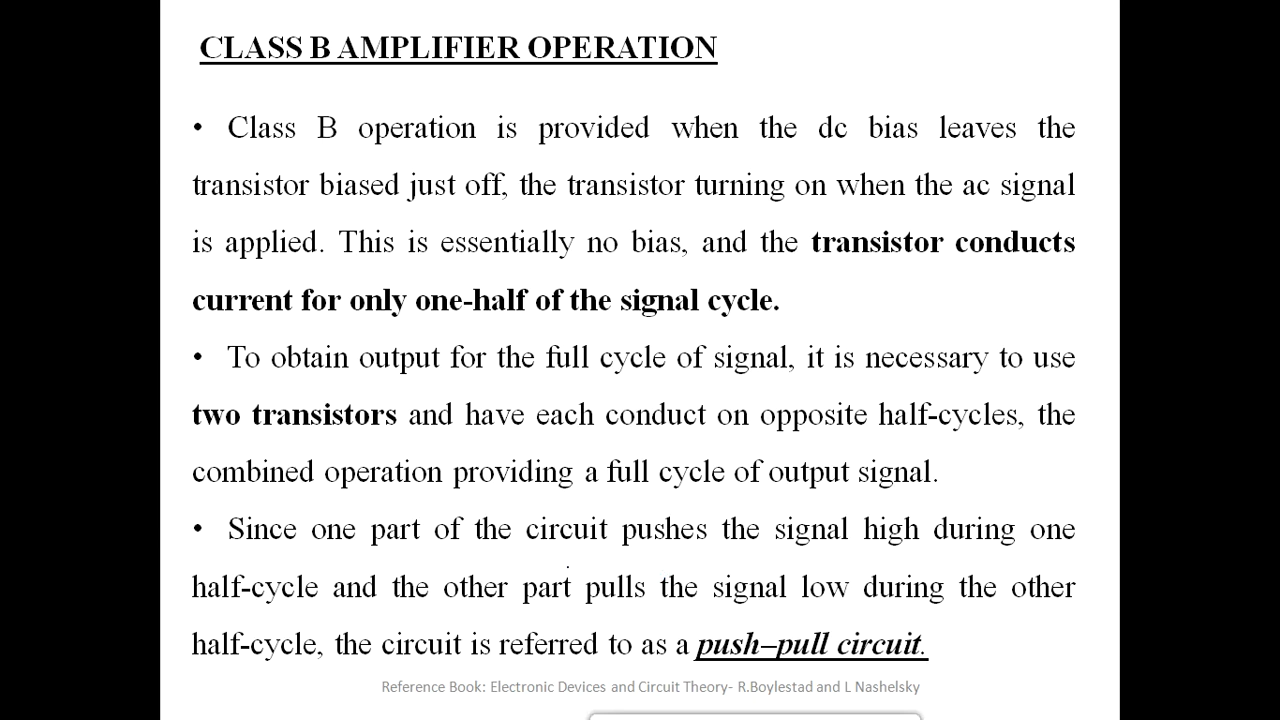 CLASS B AMPLIFIER OPERATION
• Class B operation is provided when the dc bias leaves the
transistor biased just off, the transistor turning on when the ac signal
is applied. This is essentially no bias, and the transistor conducts
current for only one-half of the signal cycle.
• To obtain output for the full cycle of signal, it is necessary to use
two transistors and have each conduct on opposite half-cycles, the
combined operation providing a full cycle of output signal.
• Since one part of the circuit pushes the signal high during one
half-cycle and the other part pulls the signal low during the other
half-cycle, the circuit is referred to as a push–pull circuit.
Reference Book: Electronic Devices and Circuit Theory- R.Boylestad and L Nashelsky